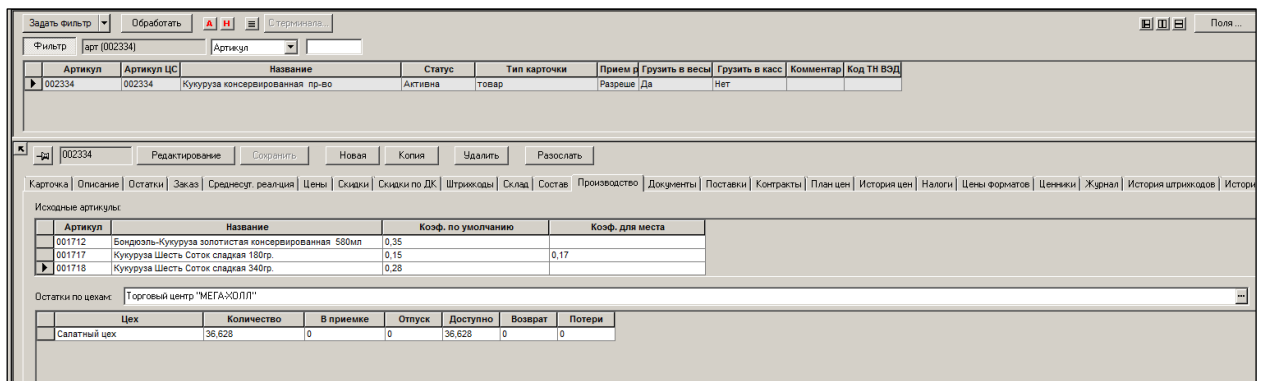 Задать фильтр Обработать А Н С терминала... Поля ...
Фильтр арт (002334) Артикул
Артикул Артикул ЦС Название Статус Тип карточки Прием р Грузить в весы Грузить в касс Комментар Код ТН ВЭД
002334 002334 Кукуруза консервированная пр-во Активна товар Разреше Да Нет
002334 Редактирование Сохранить Новая Копия Удалить Разослать
Карточка Описание Остатки Заказ Среднесут. реал-ция Цены Скидки Скидки по ДК Штрихкоды Склад Состав Производство Документы Поставки Контракты План цен История цен Налоги Цены форматов Ценники Журнал История штрихкодов Истори
Исходные артикулы:
Артикул Название Коэф. по умолчанию Коэф. для места
001712 Бондюэль-Кукуруза золотистая консервированная 580мл 0,35
001717 Кукуруза Шесть Соток сладкая 180гр. 0,15 0,17
001718 Кукуруза Шесть Соток сладкая 340гр. 0,28
Остатки по цехам: Торговый центр "МЕГА-ХОЛЛ" ...
Цех Количество В приемке Отпуск Доступно Возврат Потери
Салатный цех 36,628 0 0 36,628 0 0